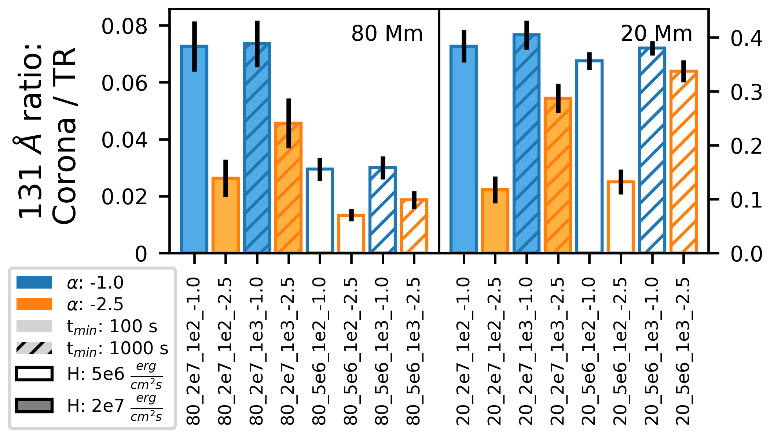 131 Å ratio:
Corona / TR
80 Mm
20 Mm
0.08
0.06
0.04
0.02
0
0.4
0.3
0.2
0.1
0.0
80_2e7_1e2_-1.0
80_2e7_1e2_-2.5
80_2e7_1e3_-1.0
80_2e7_1e3_-2.5
80_5e6_1e2_-1.0
80_5e6_1e2_-2.5
80_5e6_1e3_-1.0
80_5e6_1e3_-2.5
20_2e7_1e2_-1.0
20_2e7_1e2_-2.5
20_2e7_1e3_-1.0
20_2e7_1e3_-2.5
20_5e6_1e2_-1.0
20_5e6_1e2_-2.5
20_5e6_1e3_-1.0
20_5e6_1e3_-2.5
α: -1.0
α: -2.5
t_min: 100 s
t_min: 1000 s
H: 5e6 erg/cm²s
H: 2e7 erg/cm²s